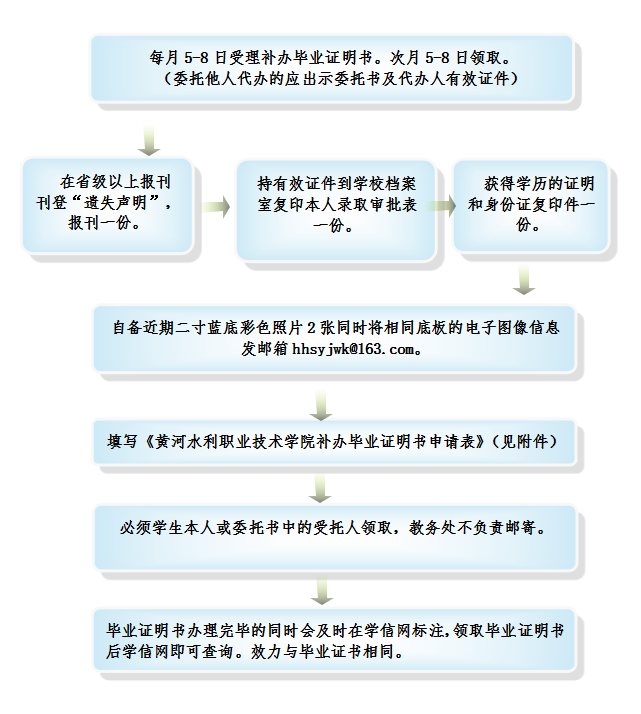 每月5-8日受理补办毕业证明书。次月5-8日领取。
（委托他人代办的应出示委托书及代办人有效证件）
在省级以上报刊
刊登“遗失声明”，
报刊一份。
持有效证件到学校档案
室复印本人录取审批表
一份。
获得学历的证明
和身份证复印件一
份。
自备近期二寸蓝底彩色照片2张同时将相同底板的电子图像信息
发邮箱hhsyjwk@163.com。
填写《黄河水利职业技术学院补办毕业证明书申请表》（见附件）
必须学生本人或委托书中的受托人领取，教务处不负责邮寄。
毕业证明书办理完毕的同时会及时在学信网标注,领取毕业证明书
后学信网即可查询。效力与毕业证书相同。